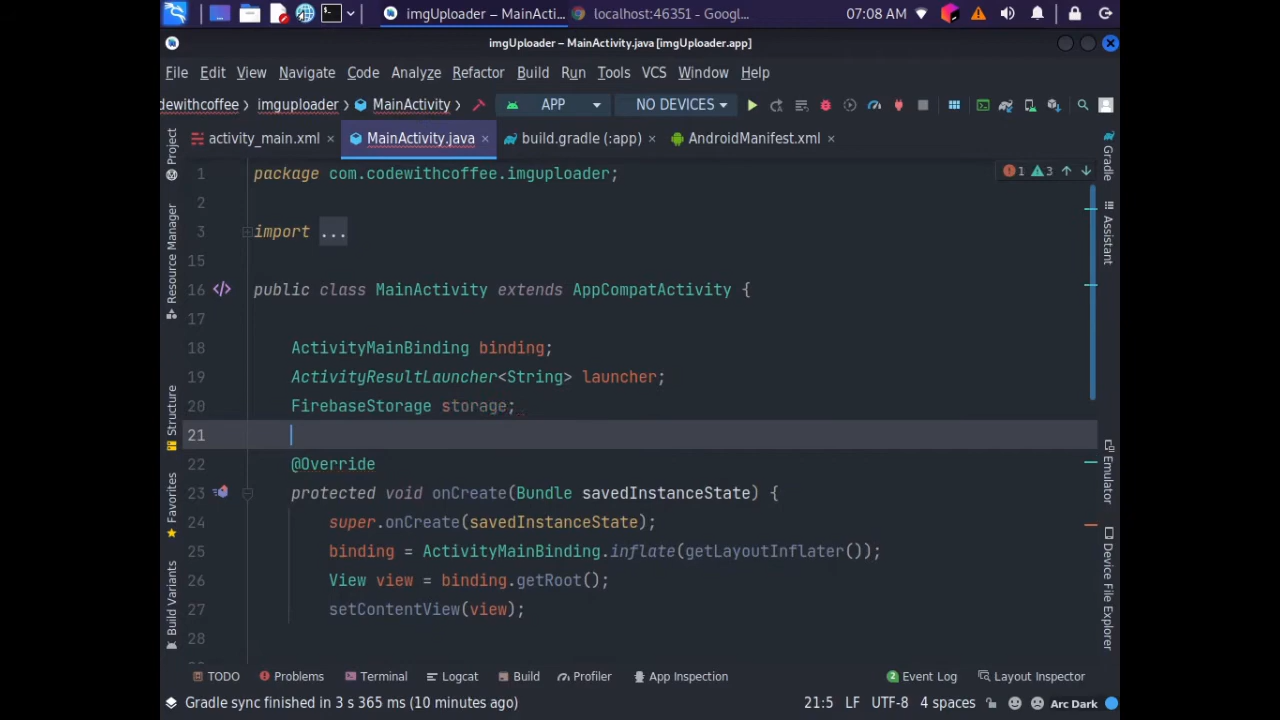 imgUploader – MainActi...
localhost:46351 - Googl...
07:08 AM
imgUploader – MainActivity.java [imgUploader.app]
File Edit View Navigate Code Analyze Refactor Build Run Tools VCS Window Help
dewithcoffee imguploader MainActivity APP NO DEVICES
activity_main.xml MainActivity.java build.gradle (:app) AndroidManifest.xml
Project
Resource Manager
Structure
Favorites
Build Variants
1 package com.codewithcoffee.imguploader;
2
3 import ...
15
16 public class MainActivity extends AppCompatActivity {
17
18 ActivityMainBinding binding;
19 ActivityResultLauncher<String> launcher;
20 FirebaseStorage storage;
21
22 @Override
23 protected void onCreate(Bundle savedInstanceState) {
24 super.onCreate(savedInstanceState);
25 binding = ActivityMainBinding.inflate(getLayoutInflater());
26 View view = binding.getRoot();
27 setContentView(view);
28
1 3
Gradle
Assistant
Emulator
Device File Explorer
TODO Problems Terminal Logcat Build Profiler App Inspection 2 Event Log Layout Inspector
Gradle sync finished in 3 s 365 ms (10 minutes ago) 21:5 LF UTF-8 4 spaces Arc Dark